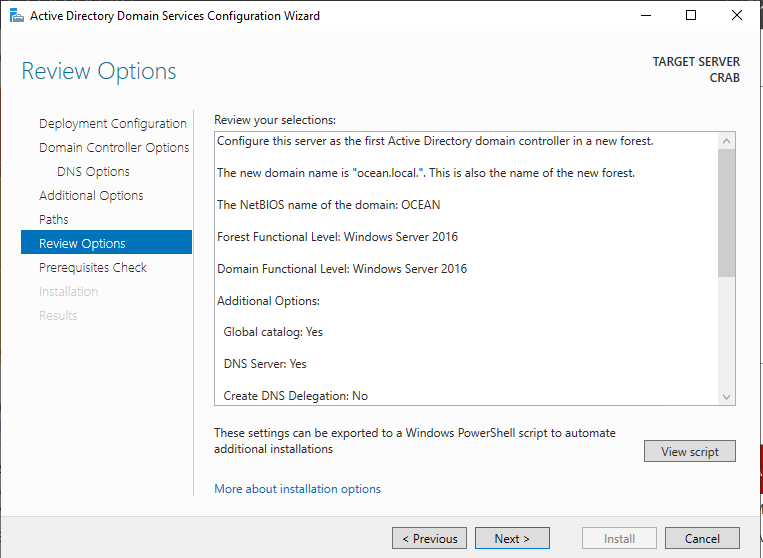 Active Directory Domain Services Configuration Wizard
Review Options
TARGET SERVER
CRAB
Deployment Configuration
Domain Controller Options
DNS Options
Additional Options
Paths
Review Options
Prerequisites Check
Installation
Results
Review your selections:
Configure this server as the first Active Directory domain controller in a new forest.
The new domain name is "ocean.local.". This is also the name of the new forest.
The NetBIOS name of the domain: OCEAN
Forest Functional Level: Windows Server 2016
Domain Functional Level: Windows Server 2016
Additional Options:
Global catalog: Yes
DNS Server: Yes
Create DNS Delegation: No
These settings can be exported to a Windows PowerShell script to automate
additional installations
View script
More about installation options
< Previous
Next >
Install
Cancel